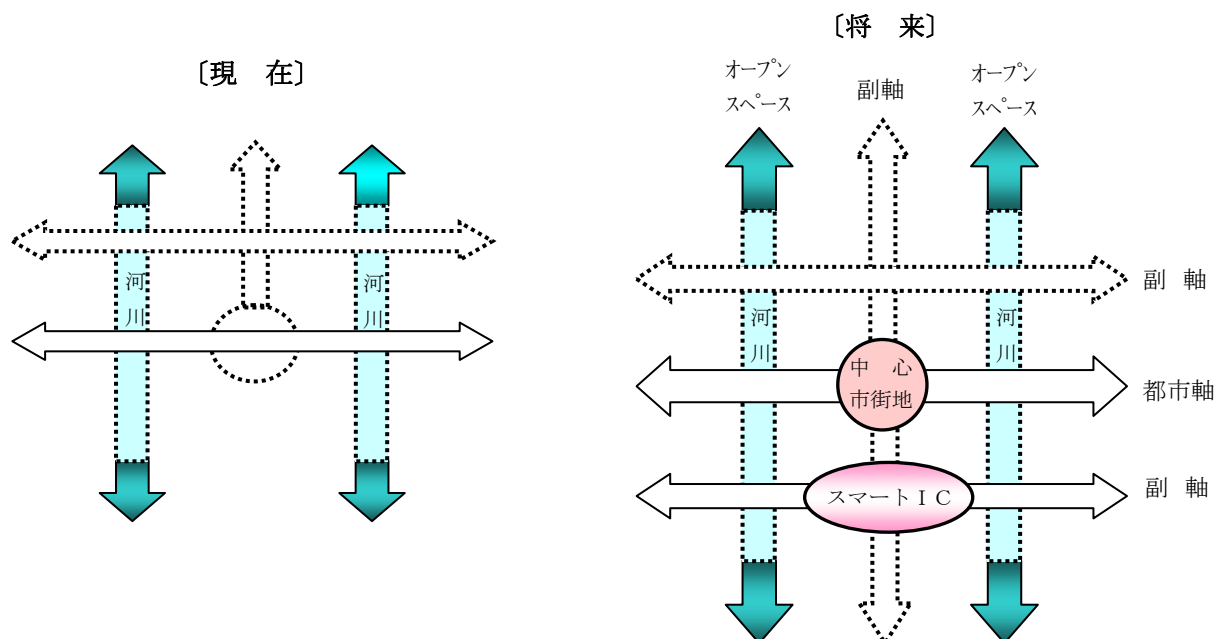 〔現　在〕
河
川
河
川
〔将　来〕
オープン
スペース
副軸
オープン
スペース
副　軸
河
川
河
川
中　心
市街地
都市軸
スマートＩＣ
副　軸